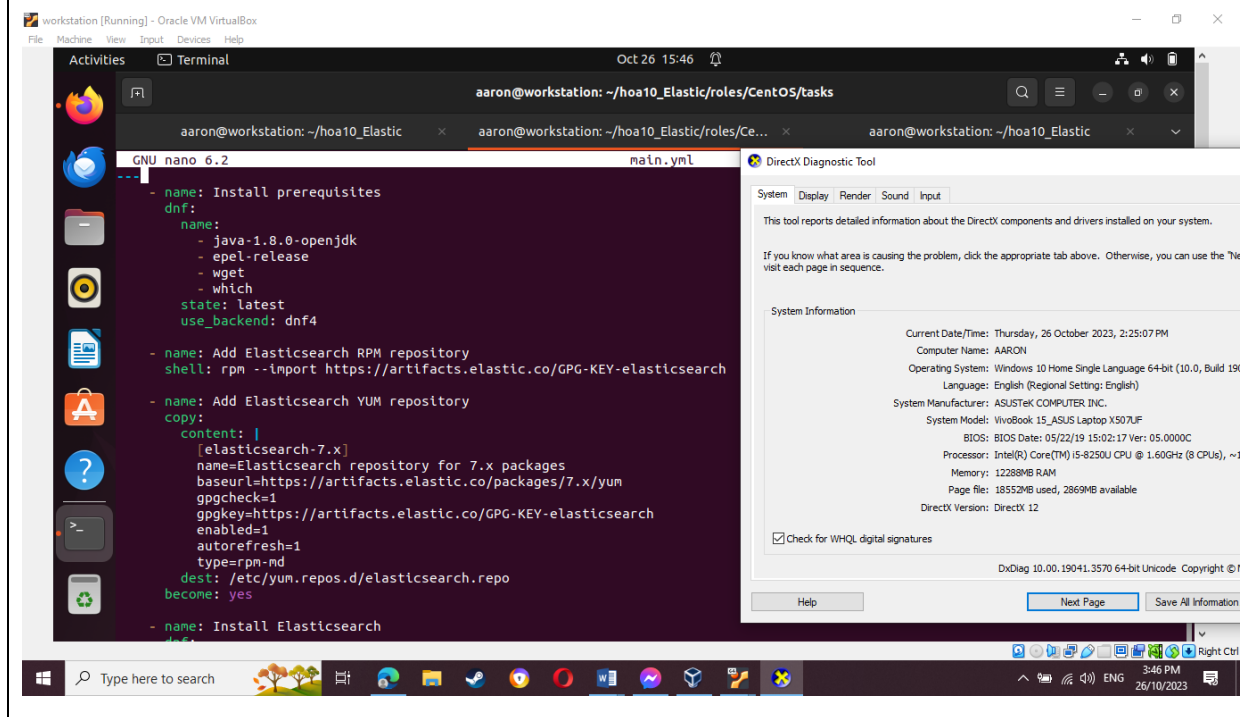 workstation [Running] - Oracle VM VirtualBox
File Machine View Input Devices Help
Activities Terminal Oct 26 15:46
aaron@workstation: ~/hoa10_Elastic/roles/CentOS/tasks
aaron@workstation: ~/hoa10_Elastic × aaron@workstation: ~/hoa10_Elastic/roles/Ce... × aaron@workstation: ~/hoa10_Elastic ×
GNU nano 6.2 main.yml
---
- name: Install prerequisites
dnf:
name:
- java-1.8.0-openjdk
- epel-release
- wget
- which
state: latest
use_backend: dnf4
- name: Add Elasticsearch RPM repository
shell: rpm --import https://artifacts.elastic.co/GPG-KEY-elasticsearch
- name: Add Elasticsearch YUM repository
copy:
content: |
[elasticsearch-7.x]
name=Elasticsearch repository for 7.x packages
baseurl=https://artifacts.elastic.co/packages/7.x/yum
gpgcheck=1
gpgkey=https://artifacts.elastic.co/GPG-KEY-elasticsearch
enabled=1
autorefresh=1
type=rpm-md
dest: /etc/yum.repos.d/elasticsearch.repo
become: yes
- name: Install Elasticsearch
DirectX Diagnostic Tool
System Display Render Sound Input
This tool reports detailed information about the DirectX components and drivers installed on your system.
If you know what area is causing the problem, click the appropriate tab above. Otherwise, you can use the "Ne
visit each page in sequence.
System Information
Current Date/Time: Thursday, 26 October 2023, 2:25:07 PM
Computer Name: AARON
Operating System: Windows 10 Home Single Language 64-bit (10.0, Build 190
Language: English (Regional Setting: English)
System Manufacturer: ASUSTeK COMPUTER INC.
System Model: VivoBook 15_ASUS Laptop X507UF
BIOS: BIOS Date: 05/22/19 15:02:17 Ver: 05.0000C
Processor: Intel(R) Core(TM) i5-8250U CPU @ 1.60GHz (8 CPUs), ~1
Memory: 12288MB RAM
Page file: 18552MB used, 2869MB available
DirectX Version: DirectX 12
Check for WHQL digital signatures
DxDiag 10.00.19041.3570 64-bit Unicode Copyright ©
Help Next Page Save All Information
Right Ctrl
Type here to search ENG 3:46 PM
26/10/2023